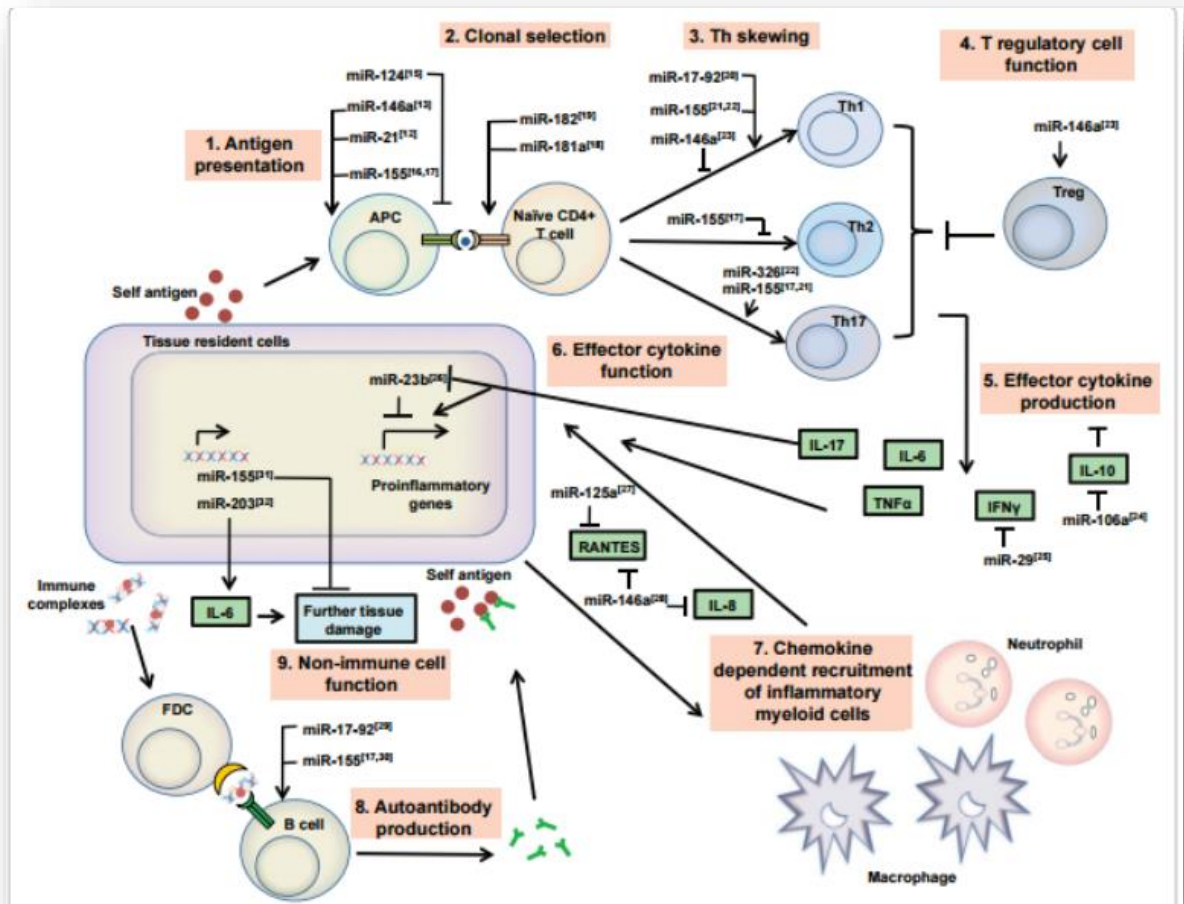 2. Clonal selection
3. Th skewing
4. T regulatory cell
function
miR-124[15]
miR-146a[13]
miR-21[12]
miR-155[16,17]
1. Antigen
presentation
miR-182[19]
miR-181a[18]
miR-17-92[20]
miR-155[21,22]
miR-146a[23]
Th1
miR-146a[23]
Treg
APC
Naïve CD4+
T cell
miR-155[17]
Th2
miR-326[22]
miR-155[17,21]
Th17
Self antigen
Tissue resident cells
6. Effector cytokine
function
5. Effector cytokine
production
miR-23b[26]
IL-17
IL-6
IL-10
TNFα
IFNγ
miR-106a[24]
miR-29[25]
miR-155[31]
miR-203[32]
Proinflammatory
genes
miR-125a[27]
RANTES
miR-146a[28]
IL-8
Immune
complexes
IL-6
Further tissue
damage
Self antigen
9. Non-immune cell
function
7. Chemokine
dependent recruitment
of inflammatory
myeloid cells
Neutrophil
FDC
miR-17-92[29]
miR-155[17,30]
B cell
8. Autoantibody
production
Macrophage